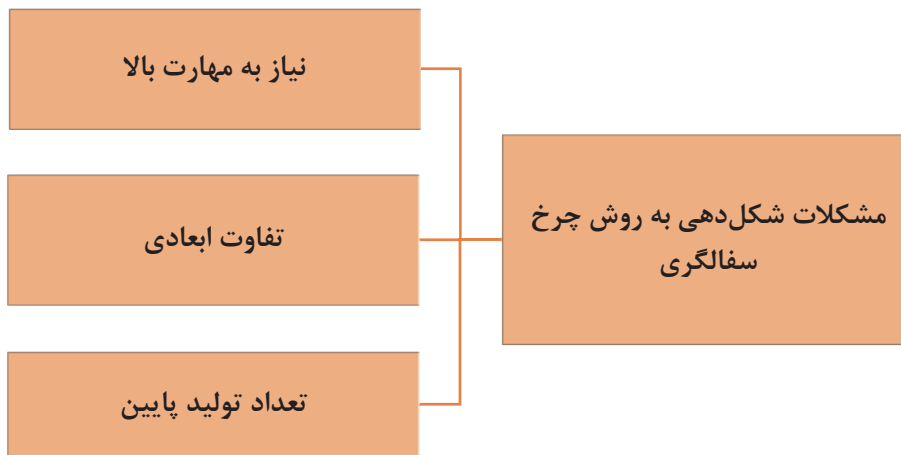 مشکلات شکل‌دهی به روش چرخ
سفالگری
نیاز به مهارت بالا
تفاوت ابعادی
تعداد تولید پایین